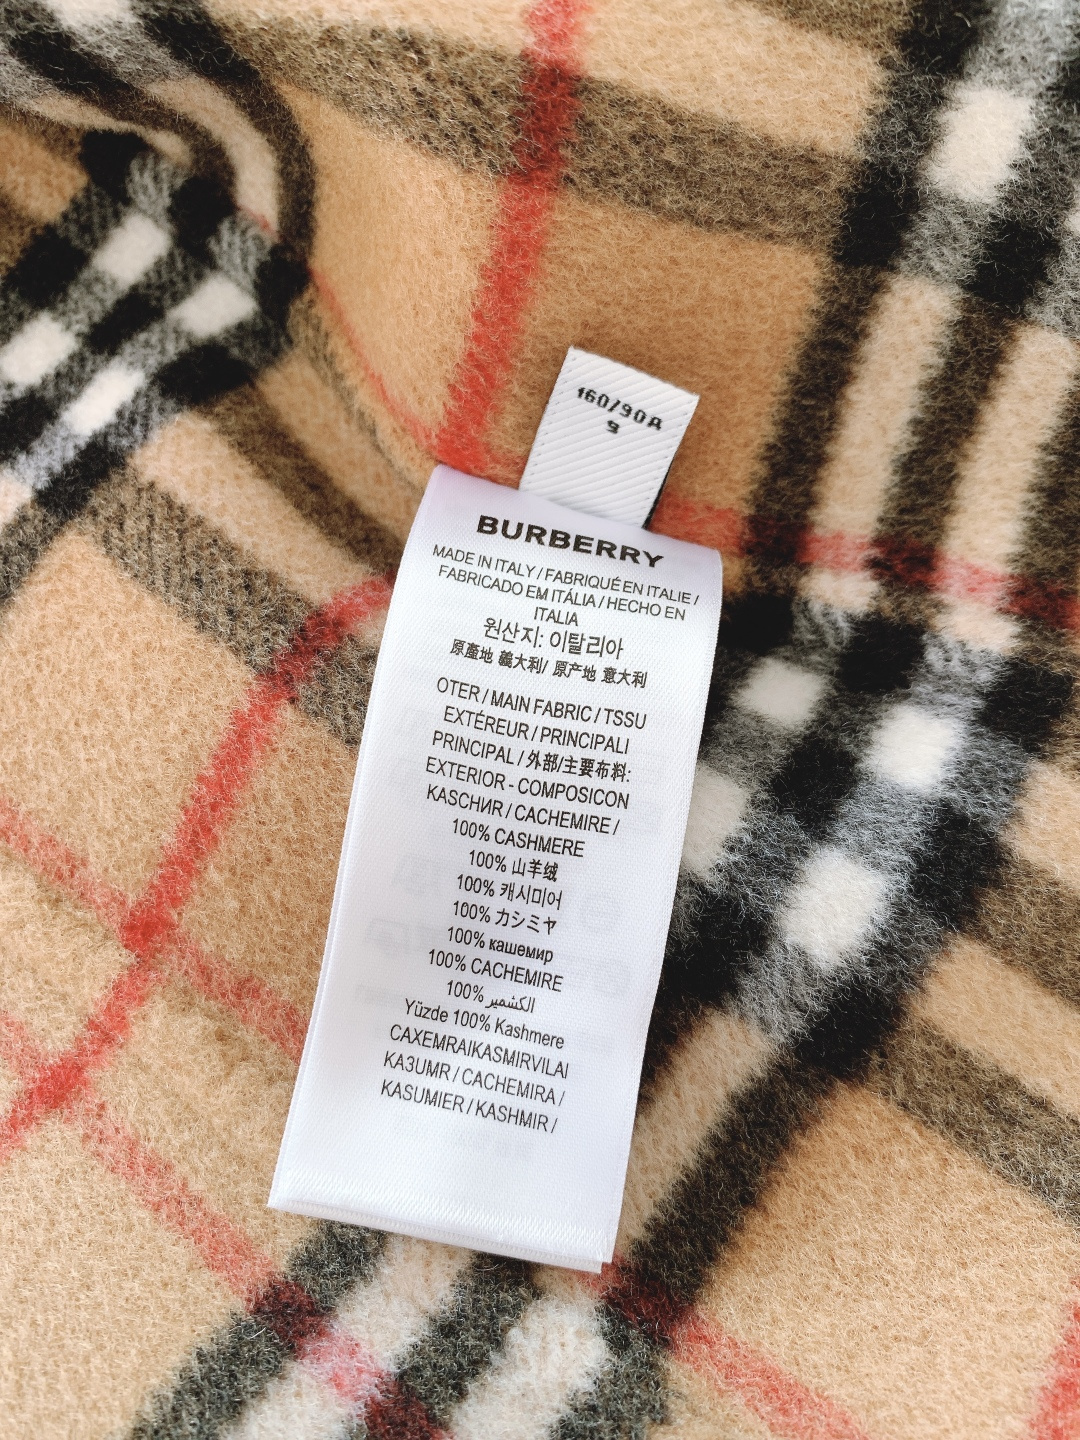 160/90A
9
BURBERRY
MADE IN ITALY / FABRIQUÉ EN ITALIE /
FABRICADO EM ITÁLIA / HECHO EN
ITALIA
원산지: 이탈리아
原產地 義大利/ 原产地 意大利
OTER / MAIN FABRIC / TSSU
EXTÉREUR / PRINCIPALI
PRINCIPAL / 外部/主要布料:
EXTERIOR - COMPOSICON
KASCHИR / CACHEMIRE /
100% CASHMERE
100% 山羊绒
100% 캐시미어
100% カシミヤ
100% кашемир
100% CACHEMIRE
100% الكشمير
Yüzde 100% Kashmere
CAXEMRAIKASMIRVILAI
KA3UMR / CACHEMIRA /
KASUMIER / KASHMIR /